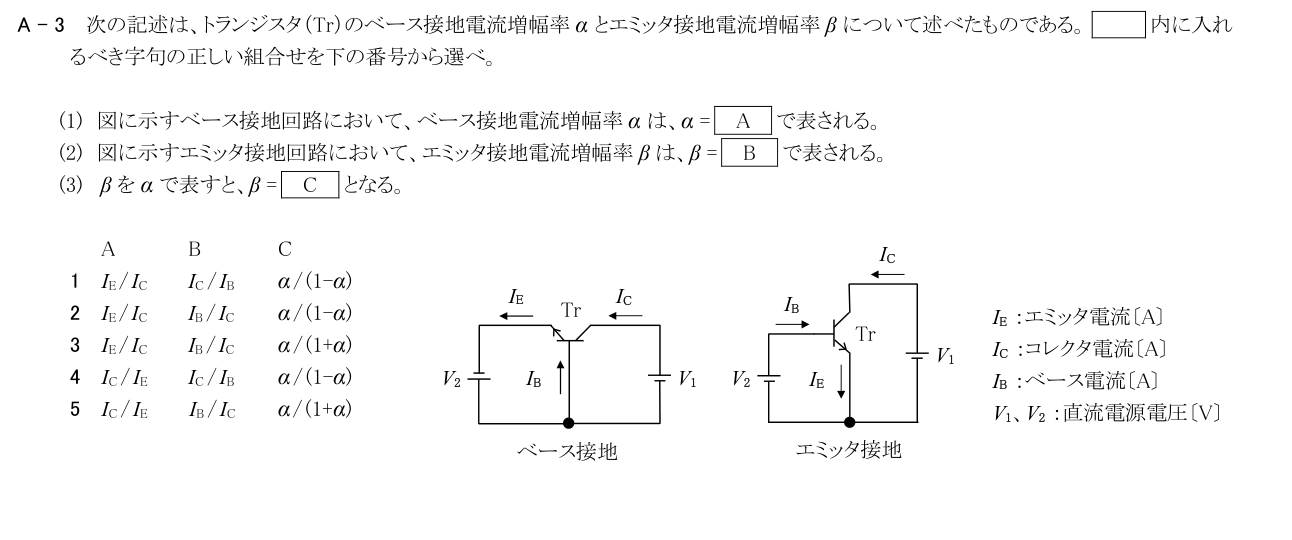 A－3 次の記述は、トランジスタ(Tr)のベース接地電流増幅率 α とエミッタ接地電流増幅率 β について述べたものである。 内に入れ
るべき字句の正しい組合せを下の番号から選べ。
(1) 図に示すベース接地回路において、ベース接地電流増幅率 α は、α = A で表される。
(2) 図に示すエミッタ接地回路において、エミッタ接地電流増幅率 β は、β = B で表される。
(3) β を α で表すと、β = C となる。
A B C
1 IE/IC IC/IB α/(1-α)
2 IE/IC IB/IC α/(1-α)
3 IE/IC IB/IC α/(1+α)
4 IC/IE IC/IB α/(1-α)
5 IC/IE IB/IC α/(1+α)
IE Tr IC
V2 IB V1
ベース接地
IC
IB Tr
V2 IE V1
エミッタ接地
IE：エミッタ電流〔A〕
IC：コレクタ電流〔A〕
IB：ベース電流〔A〕
V1、V2：直流電源電圧〔V〕